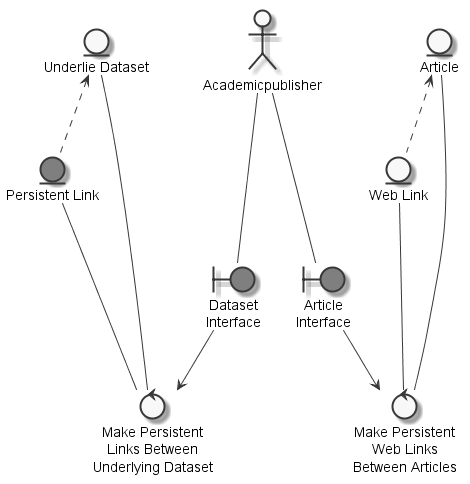 Underlie Dataset
Article
Academicpublisher
Persistent Link
Web Link
Dataset
Interface
Article
Interface
Make Persistent
Links Between
Underlying Dataset
Make Persistent
Web Links
Between Articles